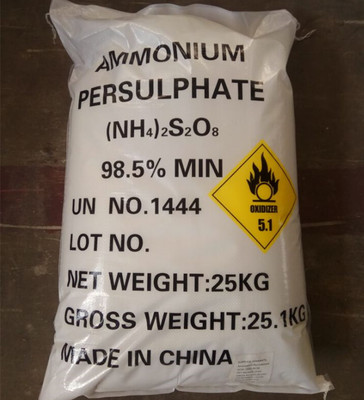 AMMONIUM
PERSULPHATE
(NH₄)₂S₂O₈
98.5% MIN
UN NO.1444
OXIDIZER
5.1
LOT NO.
NET WEIGHT:25KG
GROSS WEIGHT:25.1KG
MADE IN CHINA